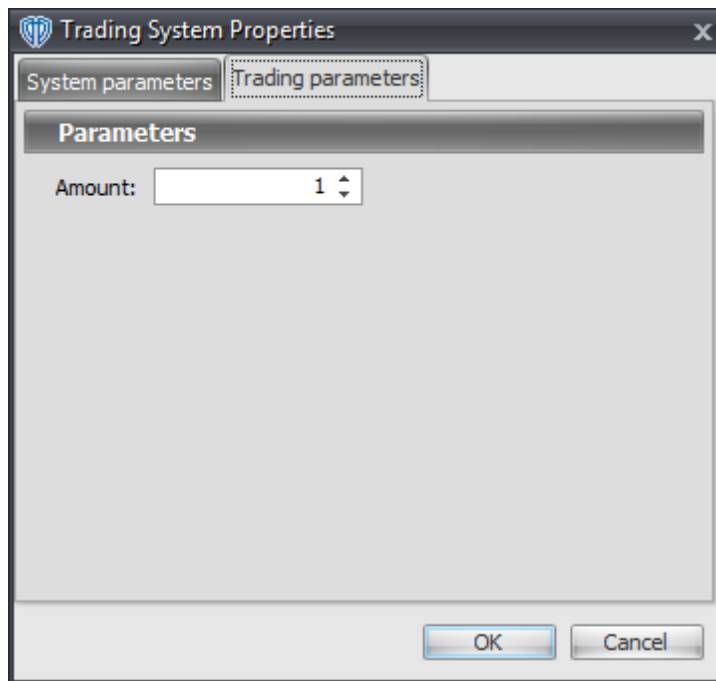 Trading System Properties
System parameters Trading parameters
Parameters
Amount: 1
OK Cancel